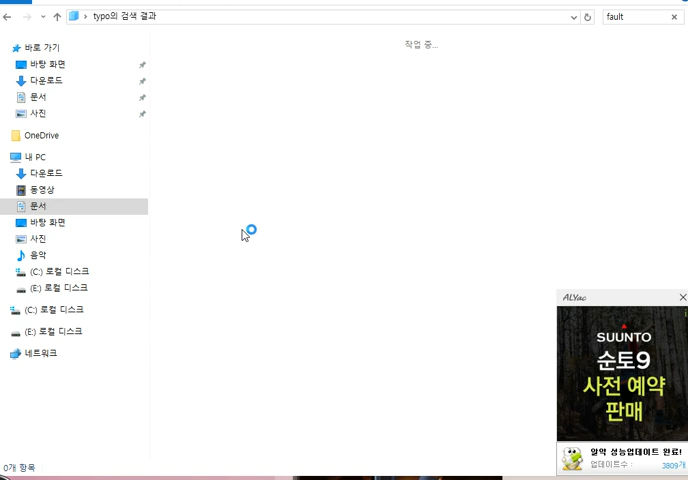 typo의 검색 결과
fault
작업 중...
바로 가기
바탕 화면
다운로드
문서
사진
OneDrive
내 PC
다운로드
동영상
문서
바탕 화면
사진
음악
(C:) 로컬 디스크
(E:) 로컬 디스크
(C:) 로컬 디스크
(E:) 로컬 디스크
네트워크
0개 항목
ALYac
SUUNTO
순토9
사전 예약
판매
알약 성능업데이트 완료!
업데이트수 : 3809개